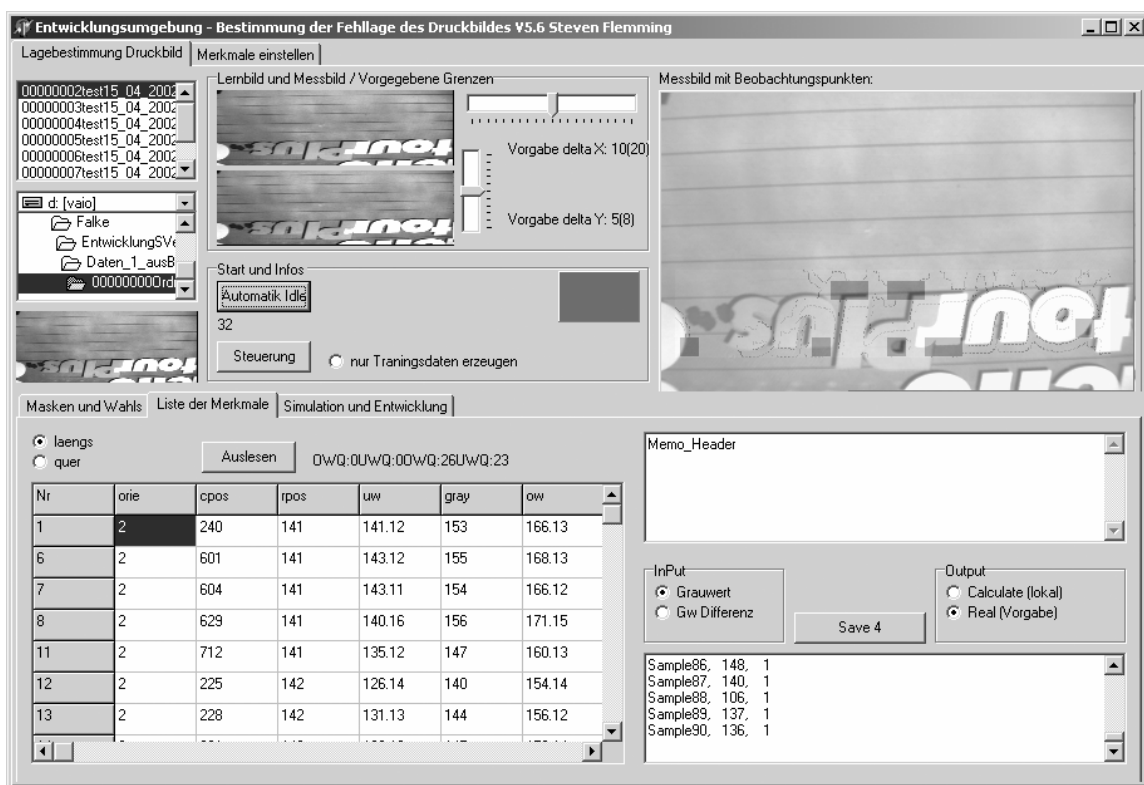 Entwicklungsumgebung - Bestimmung der Fehllage des Druckbildes V5.6 Steven Flemming
Lagebestimmung Druckbild Merkmale einstellen
00000002test15_04_2002
00000003test15_04_2002
00000004test15_04_2002
00000005test15_04_2002
00000006test15_04_2002
00000007test15_04_2002
d: [vaio]
Falke
EntwicklungSVe
Daten_1_ausB
00000000Ord
Lernbild und Messbild / Vorgegebene Grenzen
Vorgabe delta X: 10(20)
Vorgabe delta Y: 5(8)
Start und Infos
Automatik Idle
32
Steuerung
nur Traningsdaten erzeugen
Messbild mit Beobachtungspunkten:
tourPlus
Masken und Wahls Liste der Merkmale Simulation und Entwicklung
laengs
quer
Auslesen
OWQ:0UWQ:0OWQ:26UWQ:23
Nr orie cpos rpos uw gray ow
1 2 240 141 141.12 153 166.13
6 2 601 141 143.12 155 168.13
7 2 604 141 143.11 154 166.12
8 2 629 141 140.16 156 171.15
11 2 712 141 135.12 147 160.13
12 2 225 142 126.14 140 154.14
13 2 228 142 131.13 144 156.12
Memo_Header
InPut
Grauwert
Gw Differenz
Save 4
Output
Calculate (lokal)
Real (Vorgabe)
Sample86, 148, 1
Sample87, 140, 1
Sample88, 106, 1
Sample89, 137, 1
Sample90, 136, 1